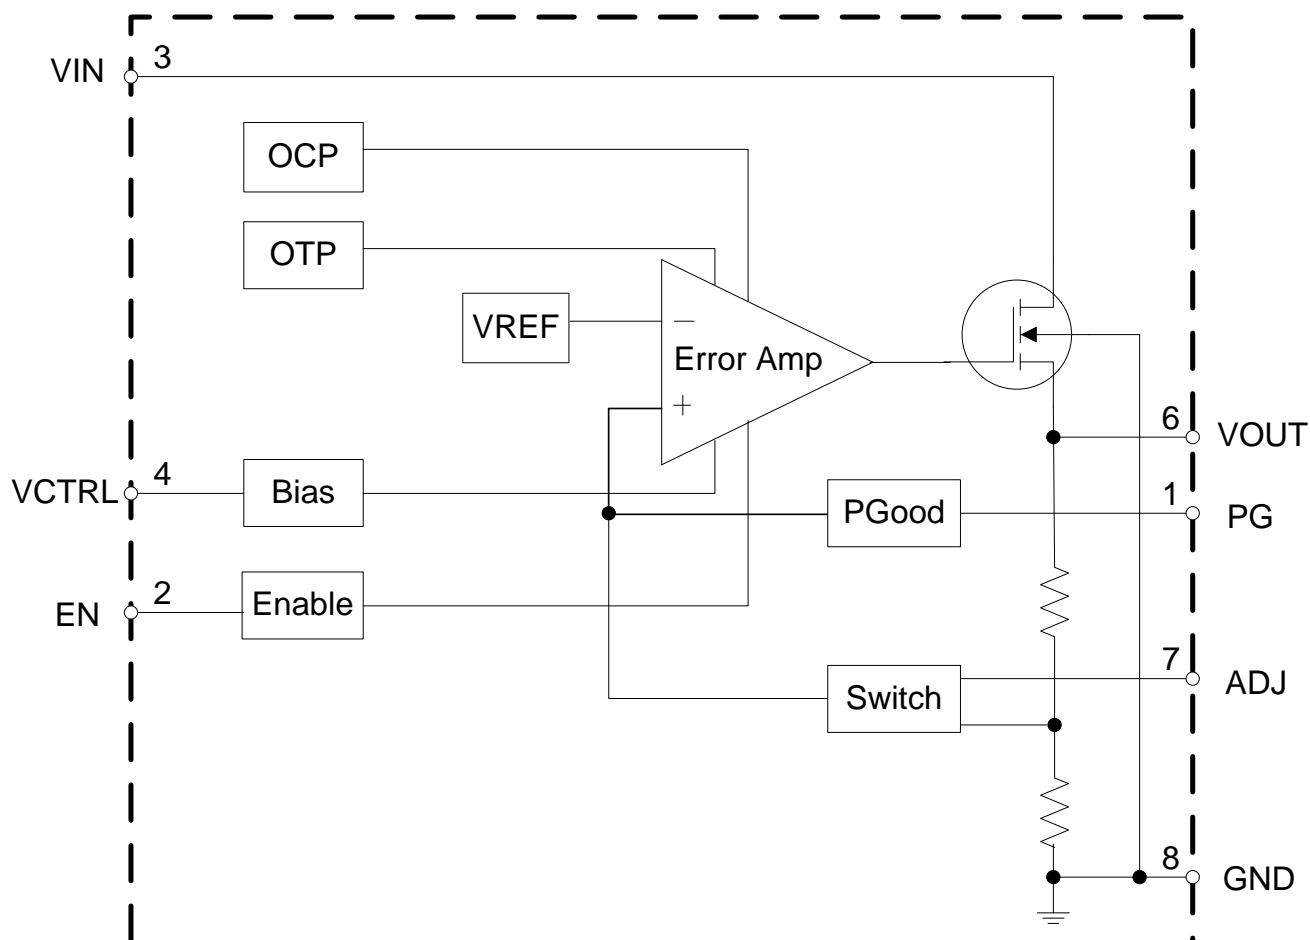 3
VIN
OCP
OTP
VREF
−
Error Amp
+
6
VOUT
4
VCTRL
Bias
PGood
1
PG
2
EN
Enable
7
Switch
ADJ
8
GND